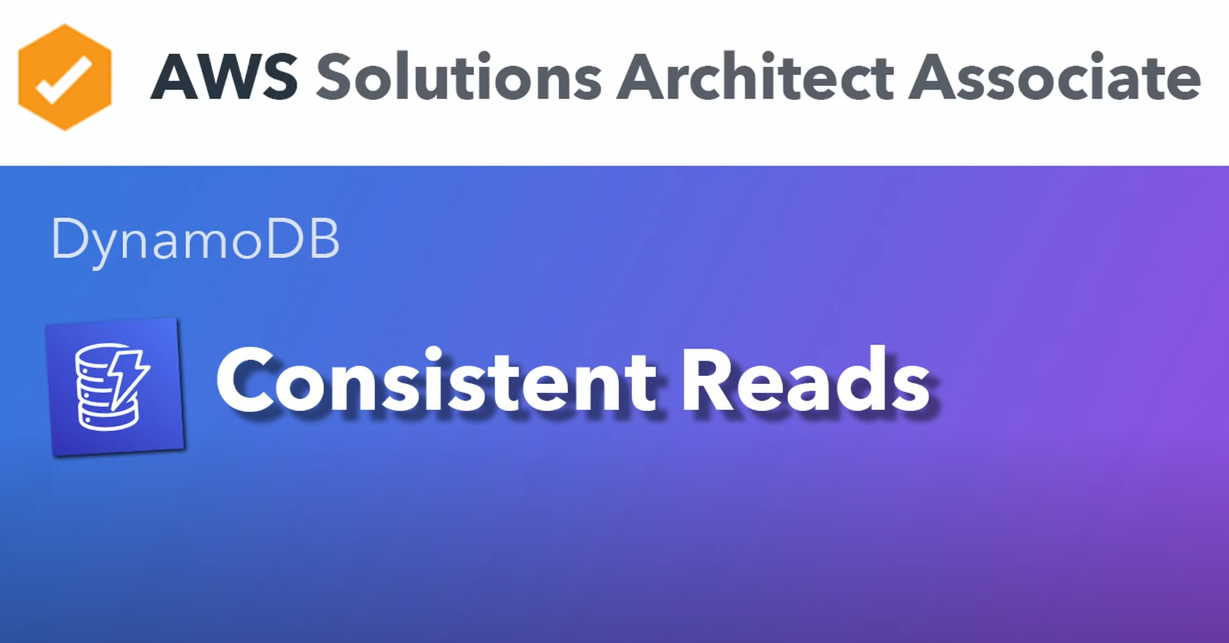 AWS Solutions Architect Associate
DynamoDB
Consistent Reads